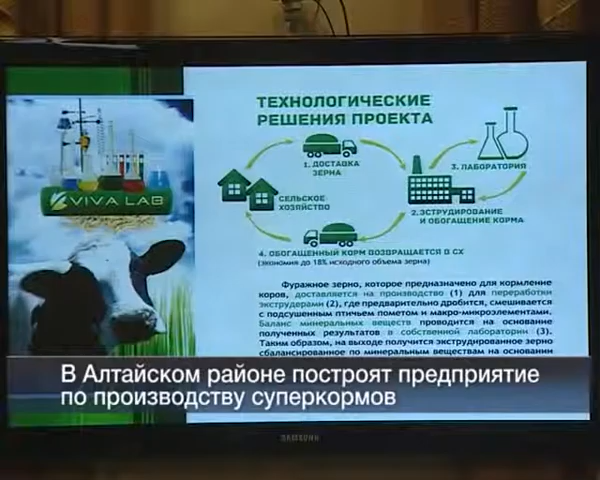 VIVA LAB
ТЕХНОЛОГИЧЕСКИЕ
РЕШЕНИЯ ПРОЕКТА
1. ДОСТАВКА
ЗЕРНА
3. ЛАБОРАТОРИЯ
СЕЛЬСКОЕ
ХОЗЯЙСТВО
2. ЭСТРУДИРОВАНИЕ
И ОБОГАЩЕНИЕ КОРМА
4. ОБОГАЩЕННЫЙ КОРМ ВОЗВРАЩАЕТСЯ В СХ
(экономия до 18% исходного объема зерна)
Фуражное зерно, которое предназначено для кормление
коров, доставляется на производство (1) для переработки
экструдерами (2), где предварительно дробится, смешивается
с подсушенным птичьем пометом и макро-микроэлементами.
Баланс минеральных веществ проводится на основание
полученных результатов в собственной лаборатории (3).
Таким образом, на выходе получится экструдированное зерно
сбалансированное по минеральным веществам на основании
В Алтайском районе построят предприятие
по производству суперкормов
SAMSUNG